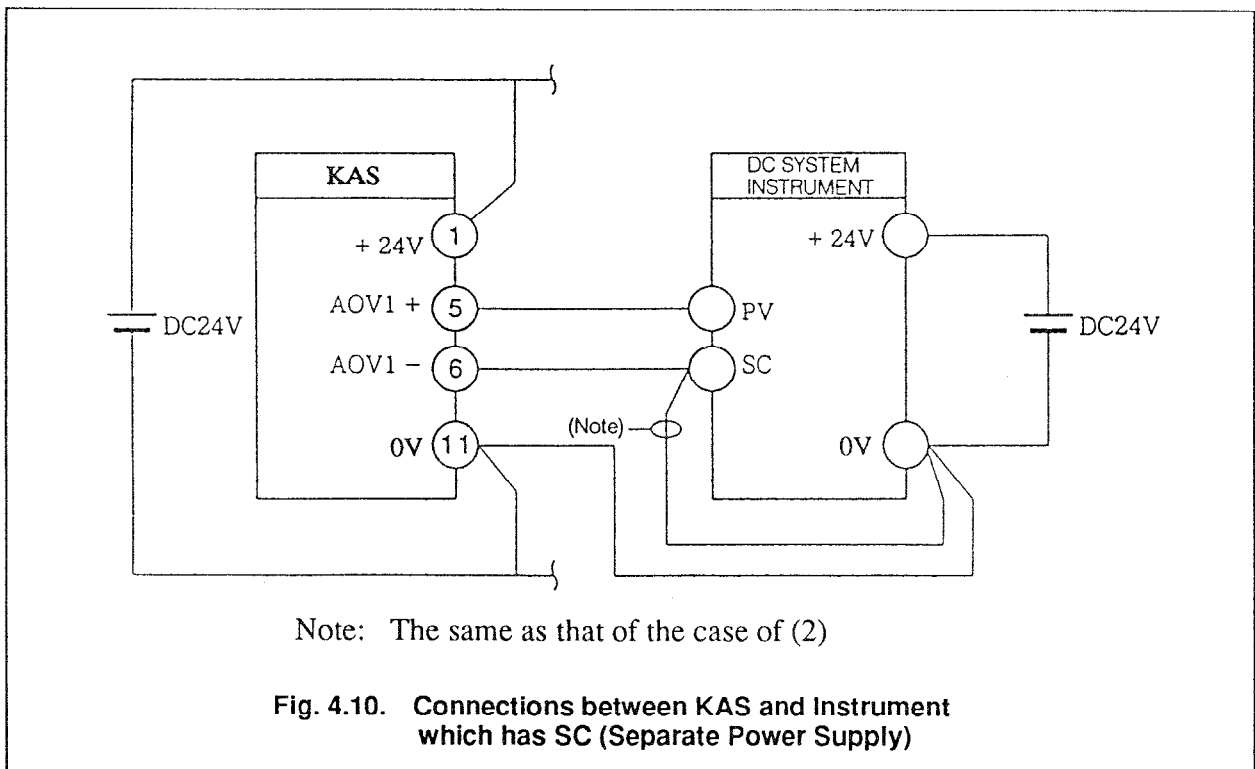 KAS
DC SYSTEM
INSTRUMENT
+ 24V
1
+ 24V
AOV1 +
5
PV
DC24V
DC24V
AOV1 −
6
SC
(Note)
0V
11
0V
Note: The same as that of the case of (2)
Fig. 4.10. Connections between KAS and Instrument
which has SC (Separate Power Supply)